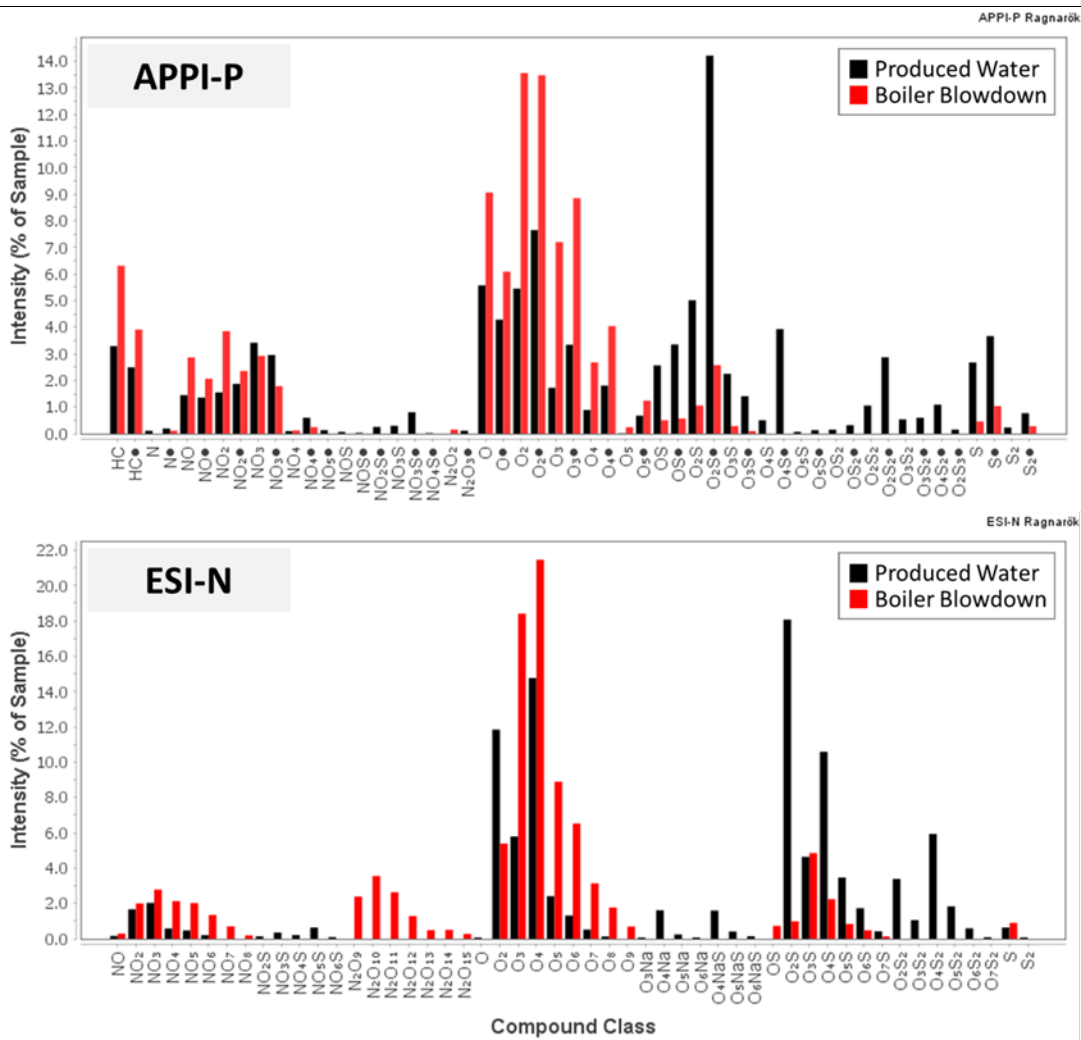 APPI-P Ragnarök
APPI-P
Produced Water
Boiler Blowdown
Intensity (% of Sample)
14.0
13.0
12.0
11.0
10.0
9.0
8.0
7.0
6.0
5.0
4.0
3.0
2.0
1.0
0.0
HC HC● N N● NO NO● NO₂ NO₂● NO₃ NO₃● NO₄ NO₄● NO₅● NOS NOS● NO₂S● NO₃S NO₃S● NO₄S● N₂O₂ N₂O₃● O O● O₂ O₂● O₃ O₃● O₄ O₄● O₅ O₅● OS OS● O₂S O₂S● O₃S O₃S● O₄S O₄S● O₅S O₅S● OS₂ OS₂● O₂S₂ O₂S₂● O₃S₂ O₃S₂● O₄S₂● O₂S₃● S S● S₂ S₂●
ESI-N Ragnarök
ESI-N
Produced Water
Boiler Blowdown
Intensity (% of Sample)
22.0
20.0
18.0
16.0
14.0
12.0
10.0
8.0
6.0
4.0
2.0
0.0
NO NO₂ NO₃ NO₄ NO₅ NO₆ NO₇ NO₈ NO₂S NO₃S NO₄S NO₅S NO₆S N₂O₉ N₂O₁₀ N₂O₁₁ N₂O₁₂ N₂O₁₃ N₂O₁₄ N₂O₁₅ O O₂ O₃ O₄ O₅ O₆ O₇ O₈ O₉ O₃Na O₄Na O₅Na O₆Na O₄NaS O₅NaS O₆NaS OS O₂S O₃S O₄S O₅S O₆S O₇S O₂S₂ O₃S₂ O₄S₂ O₅S₂ O₆S₂ O₇S₂ S S₂
Compound Class